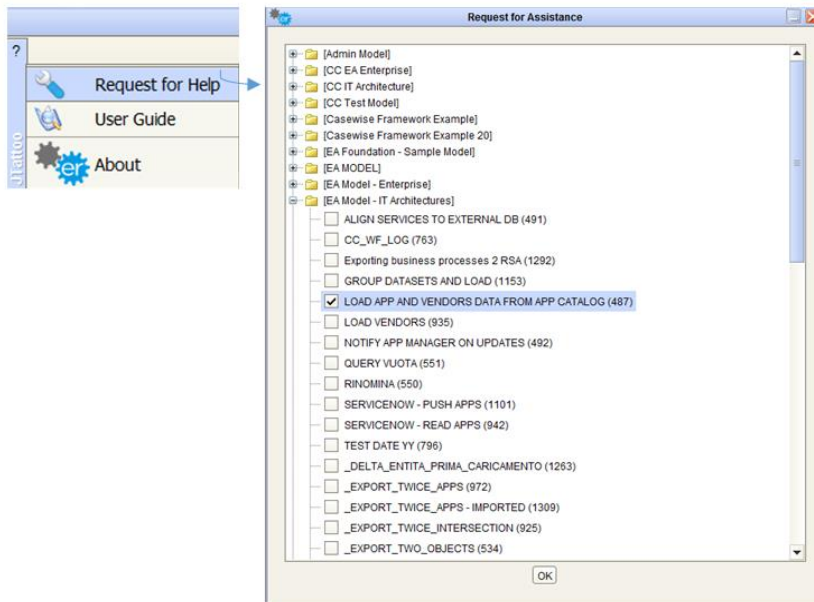 ?
Request for Help
User Guide
About
er
JTattoo
Request for Assistance
[Admin Model]
[CC EA Enterprise]
[CC IT Architecture]
[CC Test Model]
[Casewise Framework Example]
[Casewise Framework Example 20]
[EA Foundation - Sample Model]
[EA MODEL]
[EA Model - Enterprise]
[EA Model - IT Architectures]
ALIGN SERVICES TO EXTERNAL DB (491)
CC_WF_LOG (763)
Exporting business processes 2 RSA (1292)
GROUP DATASETS AND LOAD (1153)
LOAD APP AND VENDORS DATA FROM APP CATALOG (487)
LOAD VENDORS (935)
NOTIFY APP MANAGER ON UPDATES (492)
QUERY VUOTA (551)
RINOMINA (550)
SERVICENOW - PUSH APPS (1101)
SERVICENOW - READ APPS (942)
TEST DATE YY (796)
_DELTA_ENTITA_PRIMA_CARICAMENTO (1263)
_EXPORT_TWICE_APPS (972)
_EXPORT_TWICE_APPS - IMPORTED (1309)
_EXPORT_TWICE_INTERSECTION (925)
_EXPORT_TWO_OBJECTS (534)
OK